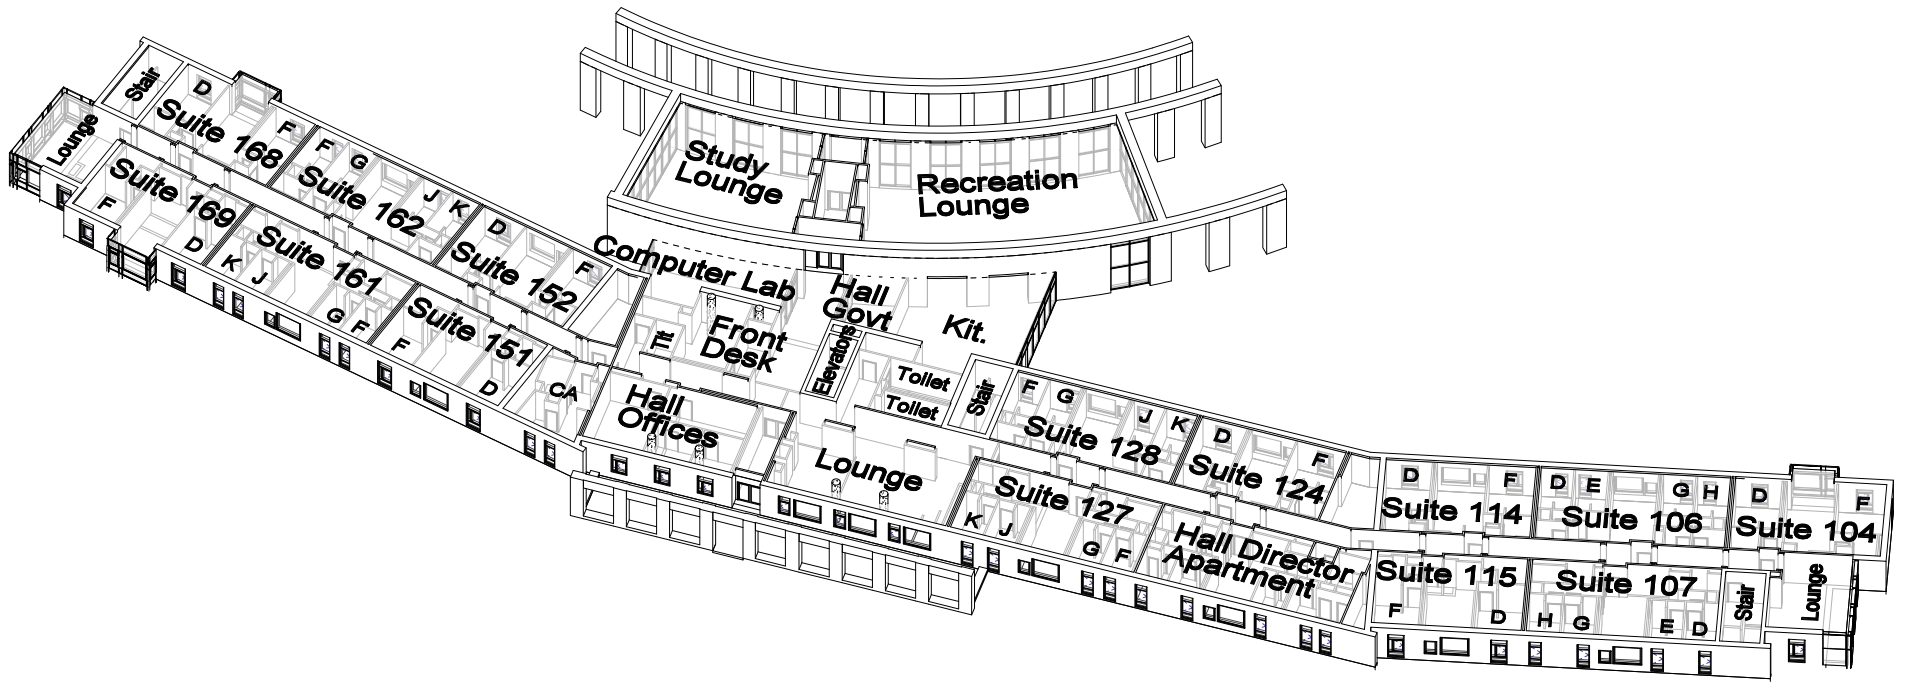 Stair
D
Lounge
Suite 168
F
F
G
Suite 162
J
K
D
Suite 152
F
Suite 169
F
D
Suite 161
K
J
G
F
Suite 151
F
D
CA
Study
Lounge
Recreation
Lounge
Computer Lab
Hall
Govt
Kit.
Front
Desk
Tlt
Elevators
Toilet
Toilet
Stair
Hall
Offices
Lounge
F
G
J
K
Suite 128
D
Suite 124
F
Suite 127
K
J
G
F
Hall Director
Apartment
D
F
Suite 114
D
E
G
H
Suite 106
D
F
Suite 104
Suite 115
F
D
Suite 107
H
G
E
D
Stair
Lounge